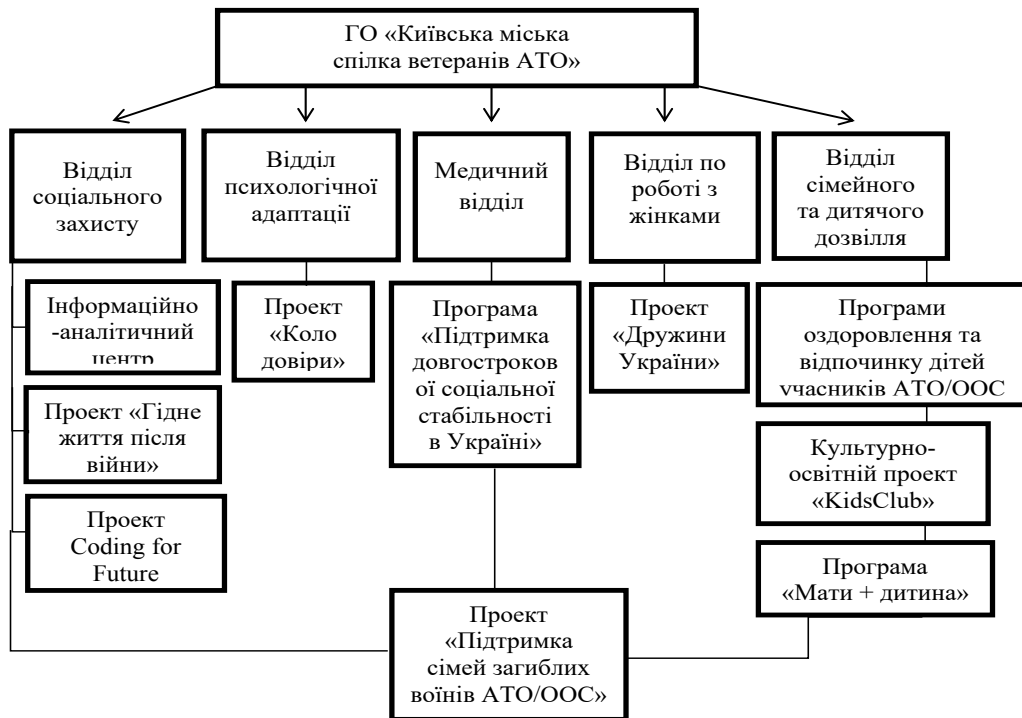 ГО «Київська міська
спілка ветеранів АТО»
Відділ
соціального
захисту
Відділ
психологічної
адаптації
Медичний
відділ
Відділ по
роботі з
жінками
Відділ
сімейного
та дитячого
дозвілля
Інформаційно
-аналітичний
центр
Проект «Гідне
життя після
війни»
Проект
Coding for
Future
Проект
«Коло
довіри»
Програма
«Підтримка
довгостроков
ої соціальної
стабільності
в Україні»
Проект
«Дружини
України»
Програми
оздоровлення та
відпочинку дітей
учасників АТО/ООС
Культурно-
освітній проект
«KidsClub»
Програма
«Мати + дитина»
Проект
«Підтримка
сімей загиблих
воїнів АТО/ООС»